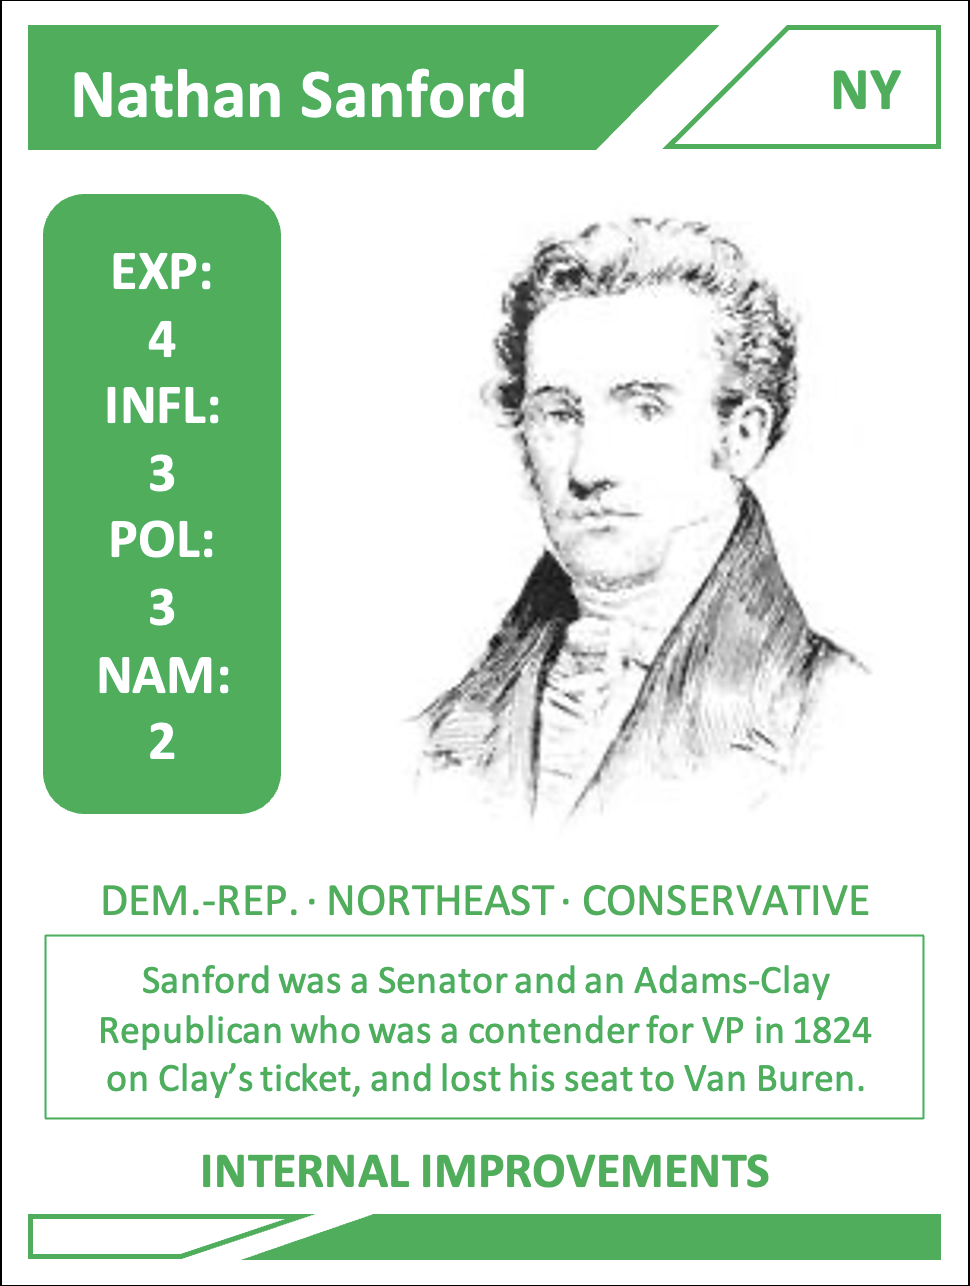 Nathan Sanford
NY
EXP:
4
INFL:
3
POL:
3
NAM:
2
DEM.-REP. · NORTHEAST · CONSERVATIVE
Sanford was a Senator and an Adams-Clay
Republican who was a contender for VP in 1824
on Clay’s ticket, and lost his seat to Van Buren.
INTERNAL IMPROVEMENTS